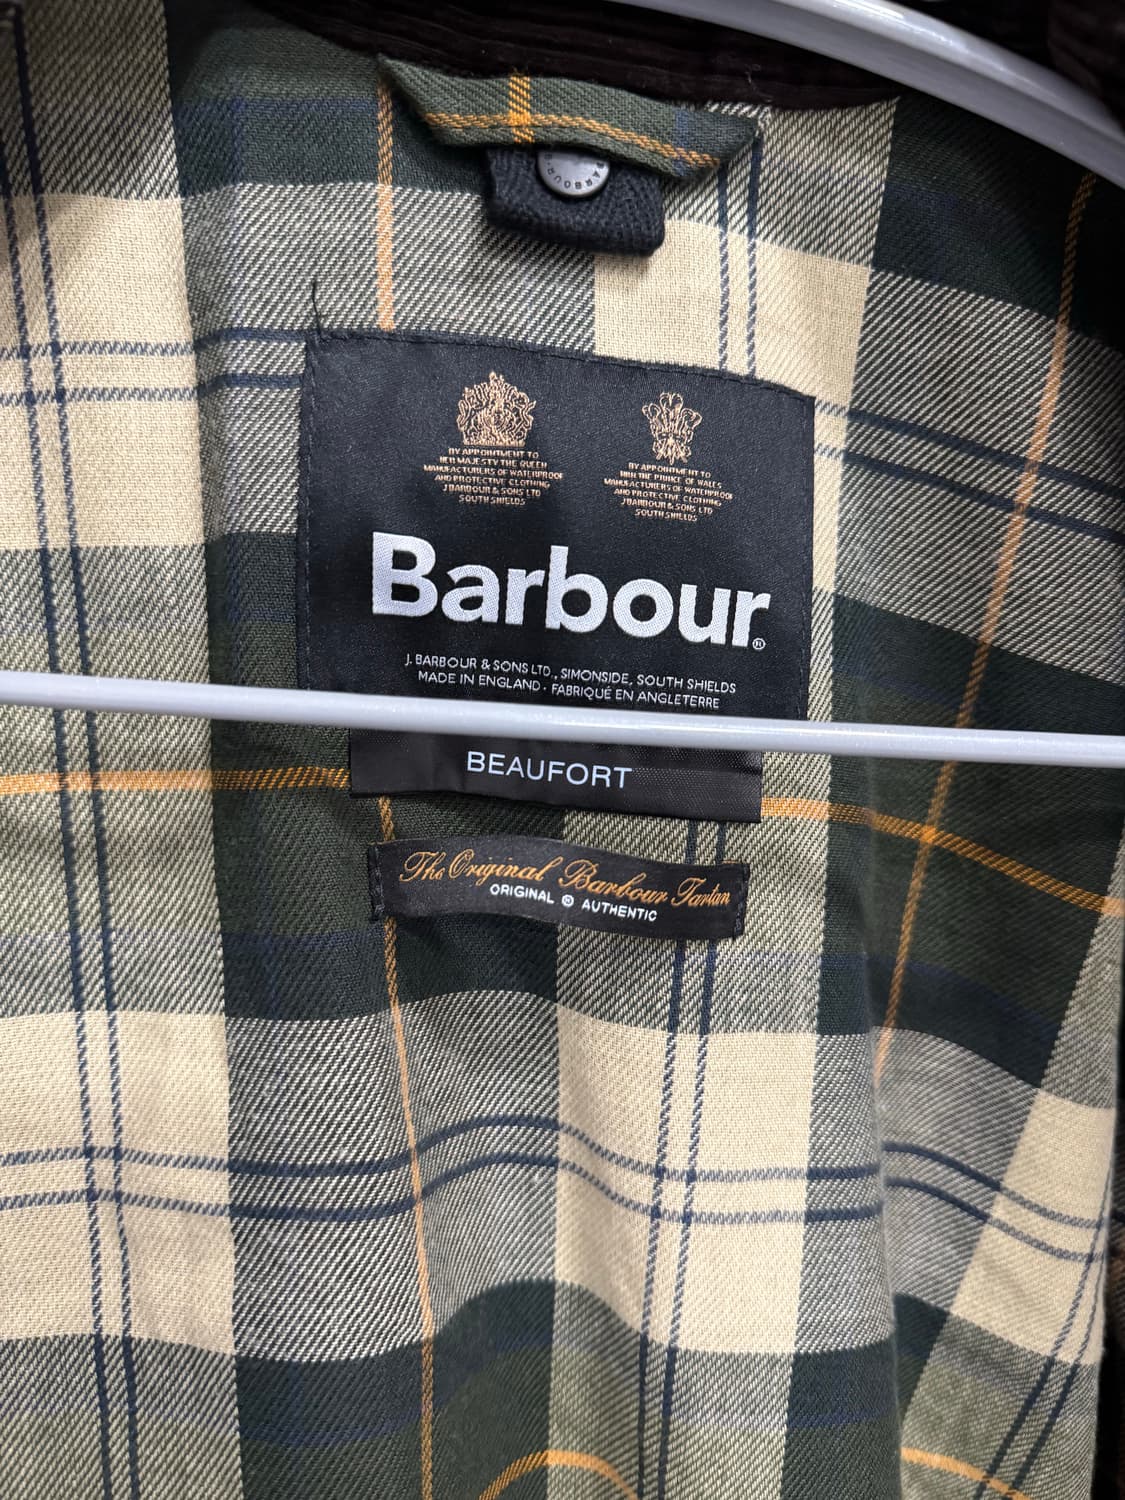 BARBOUR
BY APPOINTMENT TO
HER MAJESTY THE QUEEN
MANUFACTURERS OF WATERPROOF
AND PROTECTIVE CLOTHING
J BARBOUR & SONS LTD
SOUTH SHIELDS
BY APPOINTMENT TO
HRH THE PRINCE OF WALES
MANUFACTURERS OF WATERPROOF
AND PROTECTIVE CLOTHING
J BARBOUR & SONS LTD
SOUTH SHIELDS
Barbour®
J. BARBOUR & SONS LTD., SIMONSIDE, SOUTH SHIELDS
MADE IN ENGLAND · FABRIQUÉ EN ANGLETERRE
BEAUFORT
The Original Barbour Tartan
ORIGINAL ® AUTHENTIC